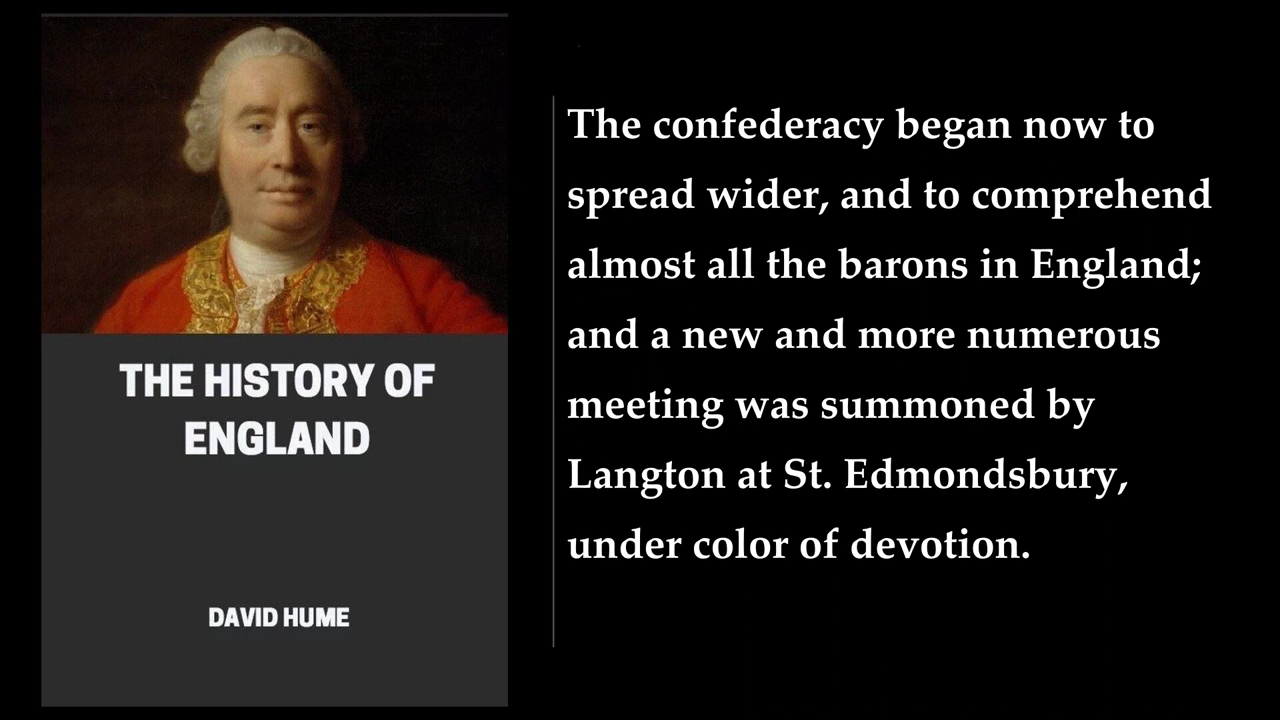 THE HISTORY OF
ENGLAND
DAVID HUME
The confederacy began now to
spread wider, and to comprehend
almost all the barons in England;
and a new and more numerous
meeting was summoned by
Langton at St. Edmondsbury,
under color of devotion.